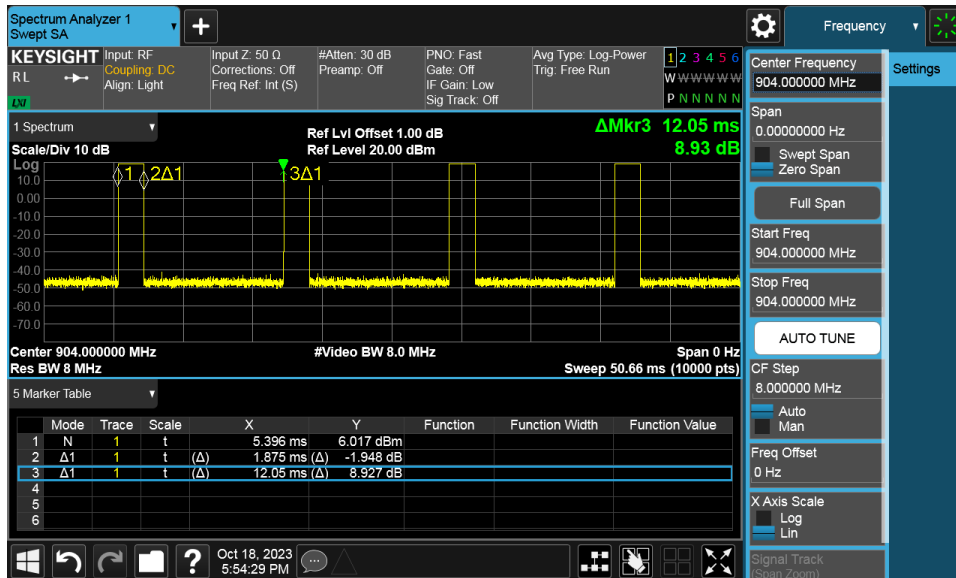 Spectrum Analyzer 1
Swept SA
Frequency
KEYSIGHT
RL
LXI
Input: RF
Coupling: DC
Align: Light
Input Z: 50 Ω
Corrections: Off
Freq Ref: Int (S)
#Atten: 30 dB
Preamp: Off
PNO: Fast
Gate: Off
IF Gain: Low
Sig Track: Off
Avg Type: Log-Power
Trig: Free Run
1 2 3 4 5 6
W W W W W W
P N N N N N
Settings
Center Frequency
904.000000 MHz
Span
0.00000000 Hz
Swept Span
Zero Span
Full Span
Start Freq
904.000000 MHz
Stop Freq
904.000000 MHz
AUTO TUNE
CF Step
8.000000 MHz
Auto
Man
Freq Offset
0 Hz
X Axis Scale
Log
Lin
Signal Track
(Span Zoom)
1 Spectrum
Scale/Div 10 dB
Ref Lvl Offset 1.00 dB
Ref Level 20.00 dBm
ΔMkr3 12.05 ms
8.93 dB
Log
10.0
0.00
-10.0
-20.0
-30.0
-40.0
-50.0
-60.0
-70.0
1
2Δ1
3Δ1
Center 904.000000 MHz
#Video BW 8.0 MHz
Span 0 Hz
Res BW 8 MHz
Sweep 50.66 ms (10000 pts)
5 Marker Table
Mode Trace Scale X Y Function Function Width Function Value
1 N 1 t 5.396 ms 6.017 dBm
2 Δ1 1 t (Δ) 1.875 ms (Δ) -1.948 dB
3 Δ1 1 t (Δ) 12.05 ms (Δ) 8.927 dB
4
5
6
?
Oct 18, 2023
5:54:29 PM